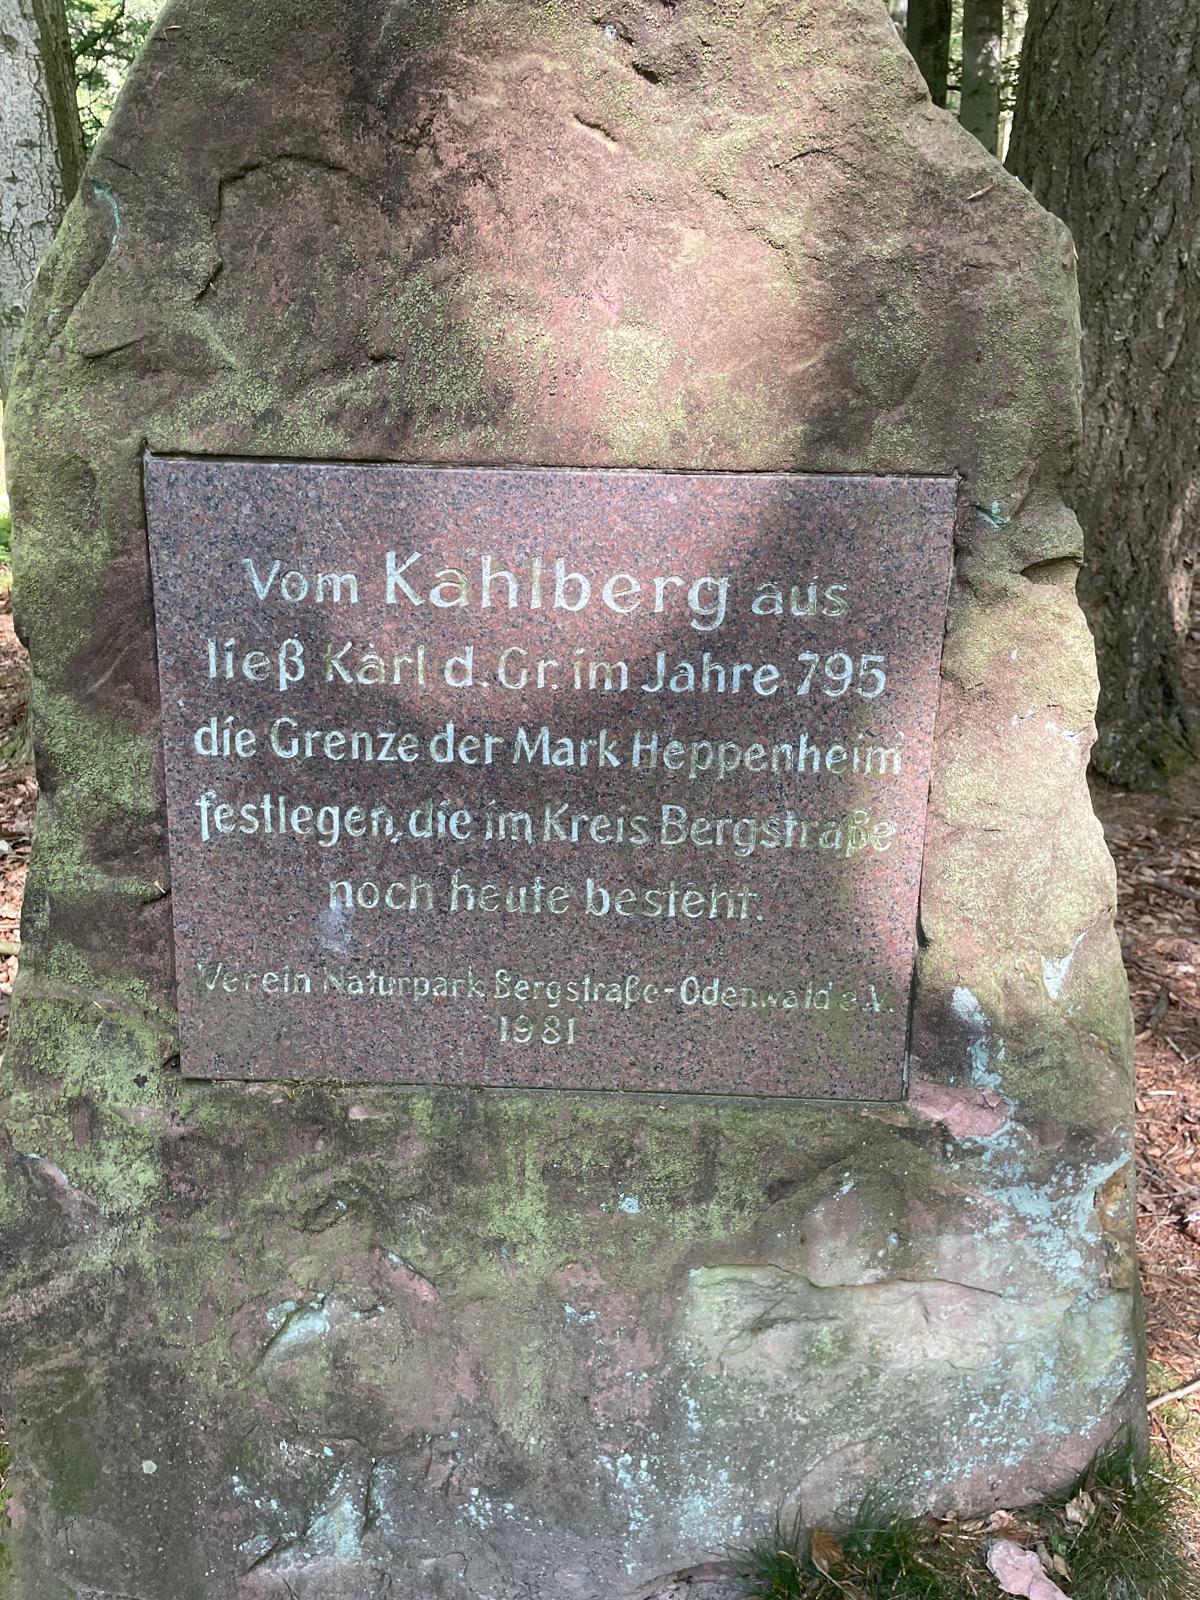 Vom Kahlberg aus
ließ Karl d. Gr. im Jahre 795
die Grenze der Mark Heppenheim
festlegen, die im Kreis Bergstraße
noch heute besteht.
Verein Naturpark Bergstraße-Odenwald e.V.
1981